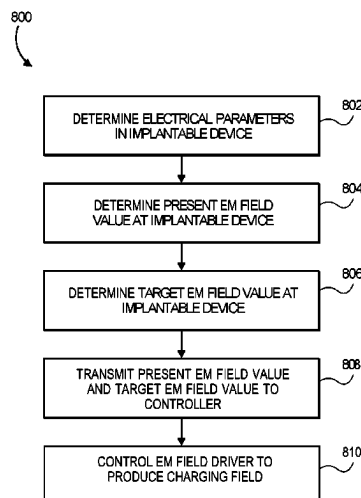 800
DETERMINE ELECTRICAL PARAMETERS
IN IMPLANTABLE DEVICE
802
DETERMINE PRESENT EM FIELD
VALUE AT IMPLANTABLE DEVICE
804
DETERMINE TARGET EM FIELD VALUE AT
IMPLANTABLE DEVICE
806
TRANSMIT PRESENT EM FIELD VALUE
AND TARGET EM FIELD VALUE TO
CONTROLLER
808
CONTROL EM FIELD DRIVER TO
PRODUCE CHARGING FIELD
810